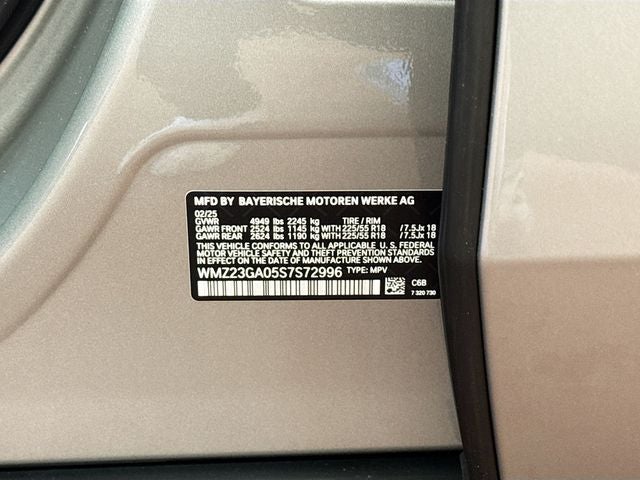 MFD BY BAYERISCHE MOTOREN WERKE AG
02/25
GVWR 4949 lbs 2245 kg TIRE / RIM
GAWR FRONT 2524 lbs 1145 kg WITH 225/55 R18 / 7.5Jx 18
GAWR REAR 2624 lbs 1190 kg WITH 225/55 R18 / 7.5Jx 18
THIS VEHICLE CONFORMS TO ALL APPLICABLE U. S. FEDERAL
MOTOR VEHICLE SAFETY AND THEFT PREVENTION STANDARDS
IN EFFECT ON THE DATE OF MANUFACTURE SHOWN ABOVE.
WMZ23GA05S7S72996 TYPE: MPV
C6B
7 320 730